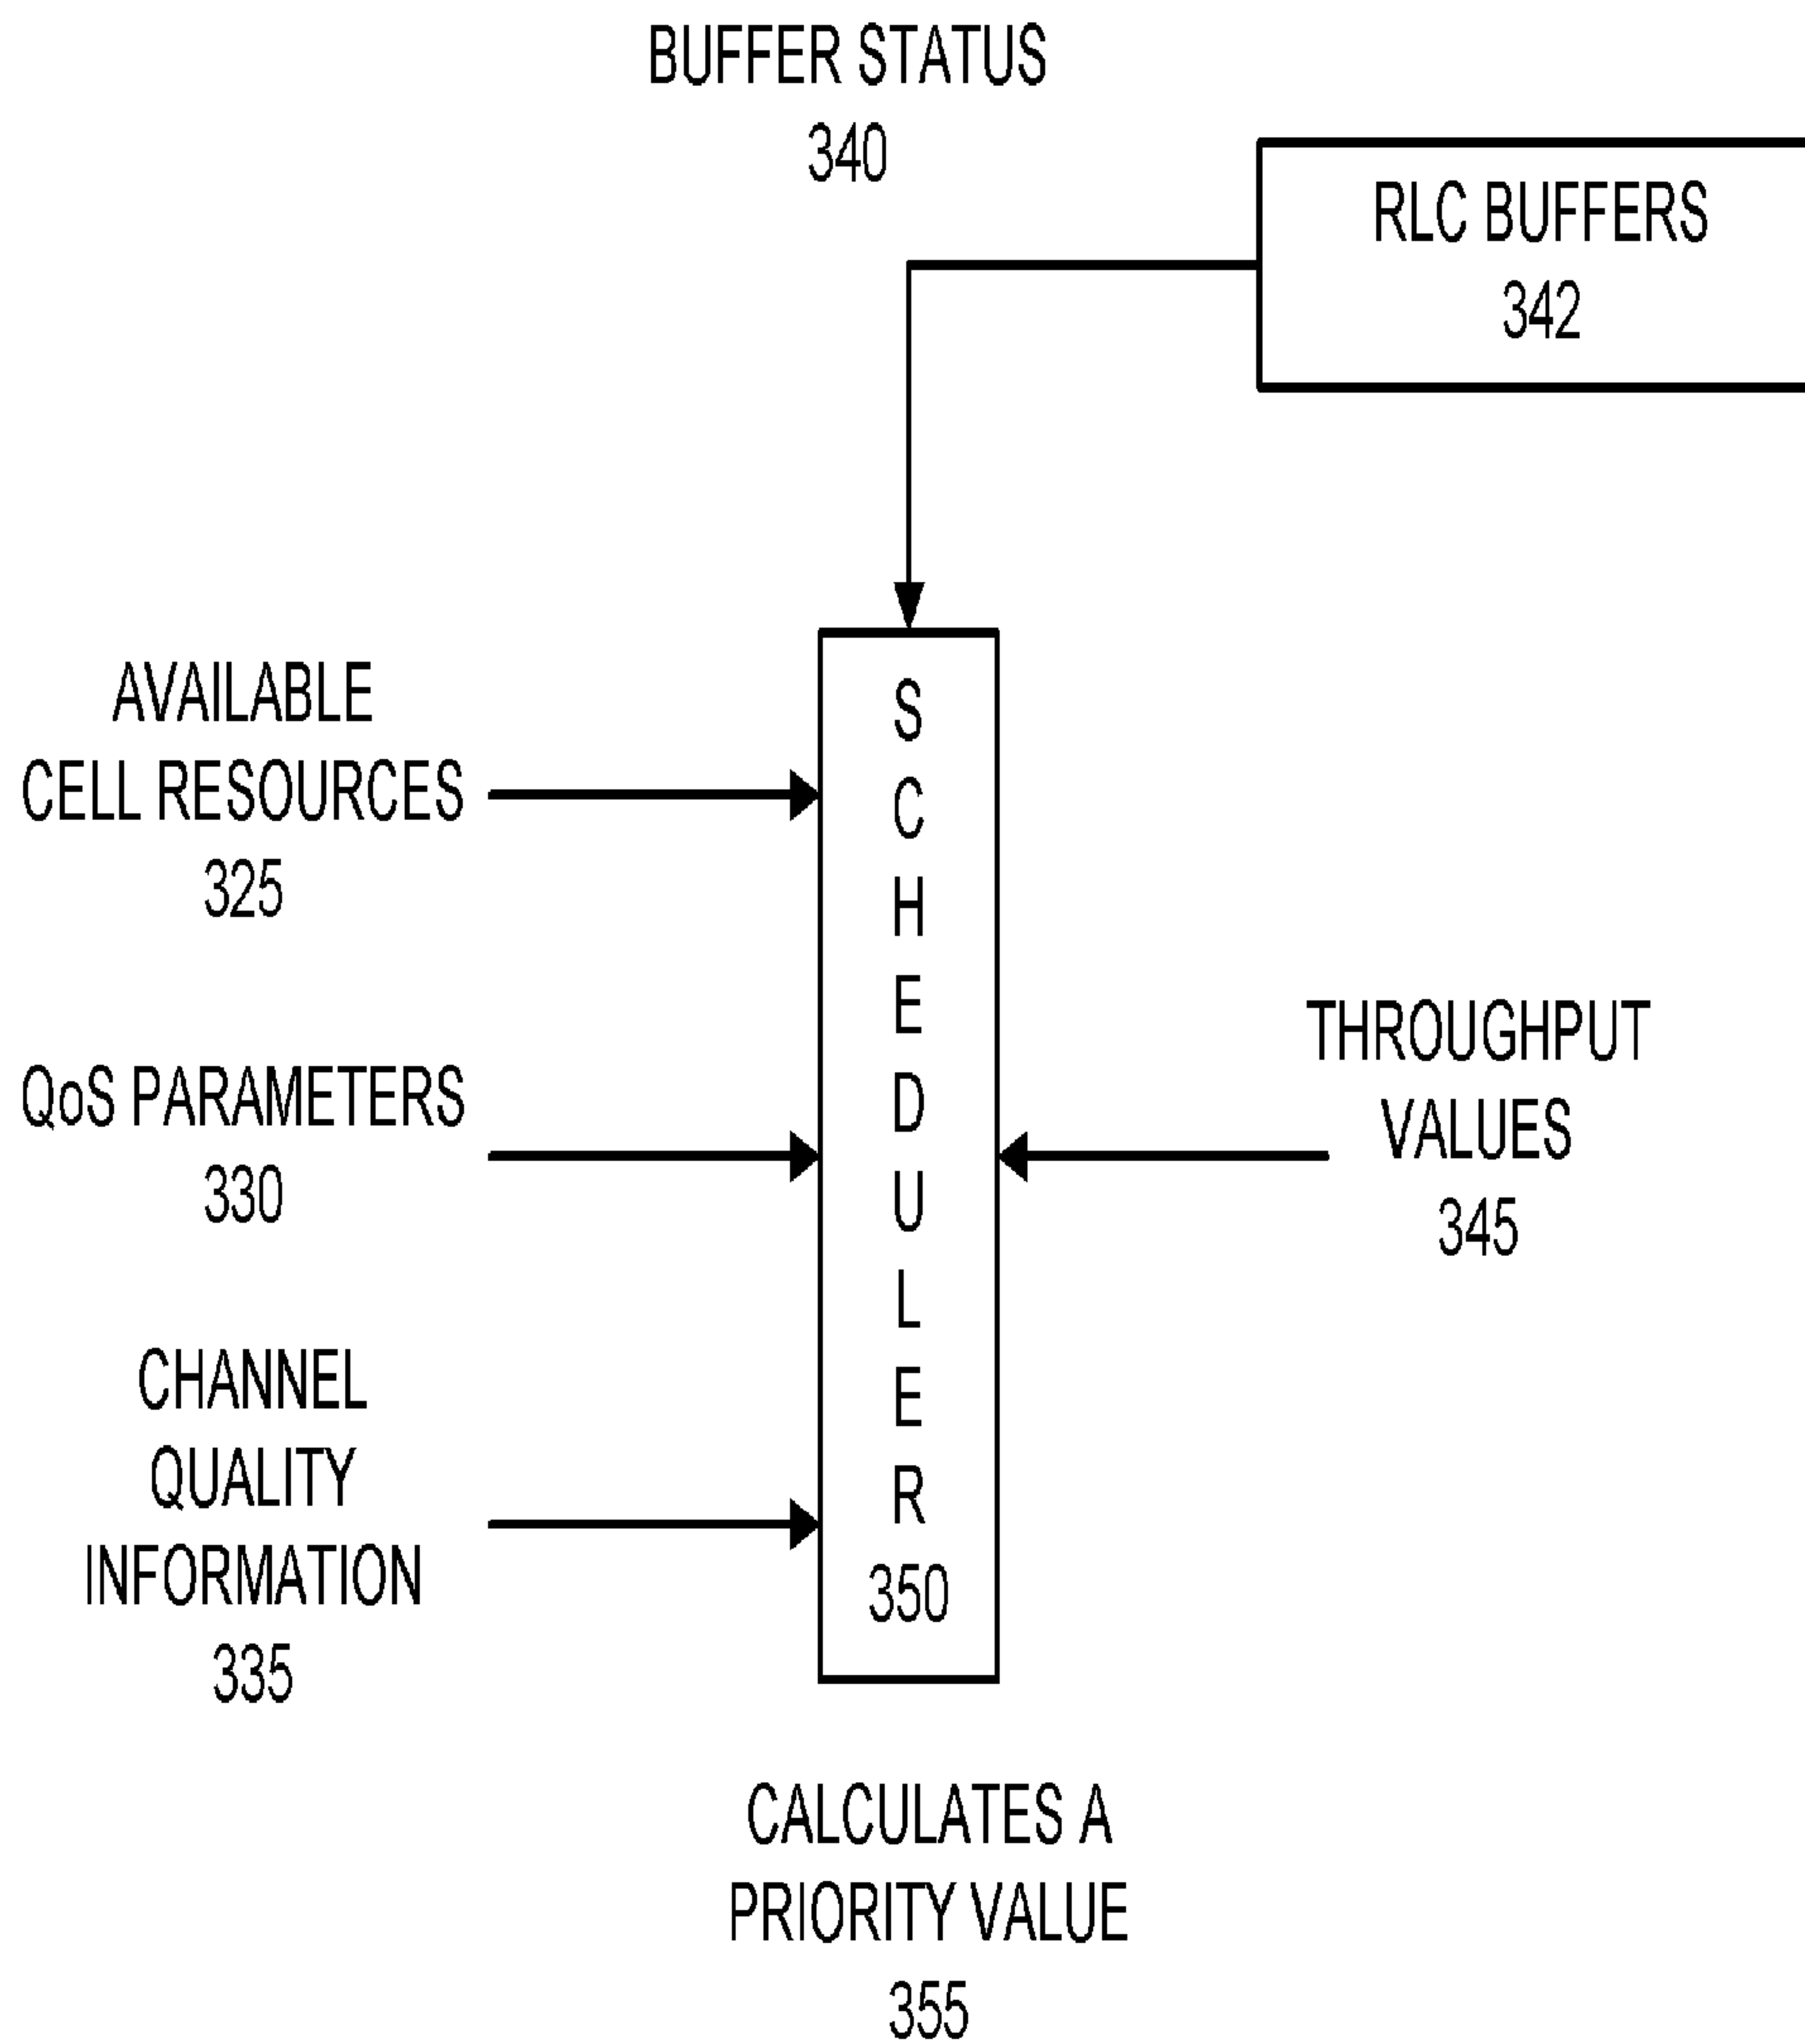 BUFFER STATUS
340
RLC BUFFERS
342
AVAILABLE
CELL RESOURCES
325
QoS PARAMETERS
330
CHANNEL
QUALITY
INFORMATION
335
S
C
H
E
D
U
L
E
R
350
THROUGHPUT
VALUES
345
CALCULATES A
PRIORITY VALUE
355